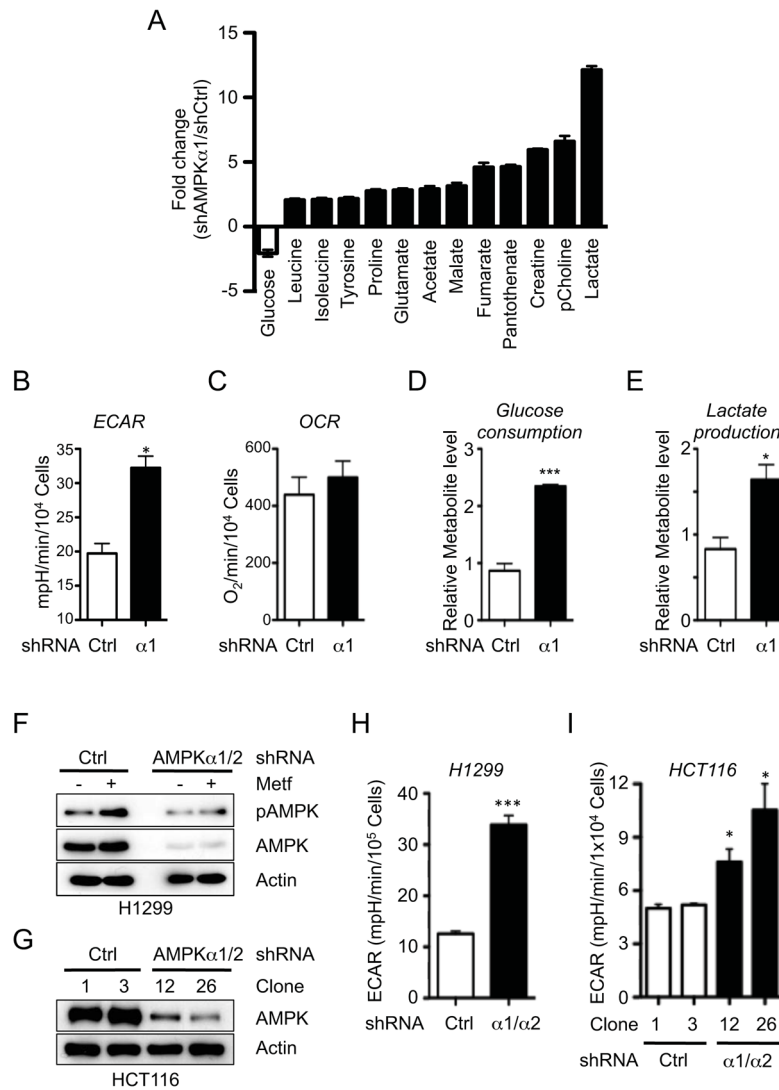 A
Fold change
(shAMPKα1/shCtrl)
15
10
5
0
-5
Glucose
Leucine
Isoleucine
Tyrosine
Proline
Glutamate
Acetate
Malate
Fumarate
Pantothenate
Creatine
pCholine
Lactate
B
ECAR
mpH/min/10⁴ Cells
35
30
25
20
15
10
*
shRNA Ctrl α1
C
OCR
O₂/min/10⁴ Cells
600
400
200
0
shRNA Ctrl α1
D
Glucose
consumption
Relative Metabolite level
3
2
1
0
***
shRNA Ctrl α1
E
Lactate
production
Relative Metabolite level
2
1
0
*
shRNA Ctrl α1
F
Ctrl AMPKα1/2 shRNA
- + - + Metf
pAMPK
AMPK
Actin
H1299
G
Ctrl AMPKα1/2 shRNA
1 3 12 26 Clone
AMPK
Actin
HCT116
H
H1299
ECAR (mpH/min/10⁵ Cells)
40
30
20
10
0
***
shRNA Ctrl α1/α2
I
HCT116
ECAR (mpH/min/1x10⁴ Cells)
12
9
6
3
0
*
*
Clone 1 3 12 26
shRNA Ctrl α1/α2